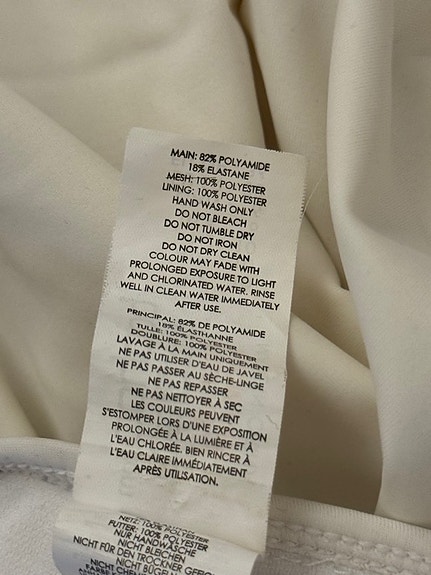 MAIN: 82% POLYAMIDE
18% ELASTANE
MESH: 100% POLYESTER
LINING: 100% POLYESTER
HAND WASH ONLY
DO NOT BLEACH
DO NOT TUMBLE DRY
DO NOT IRON
DO NOT DRY CLEAN
COLOUR MAY FADE WITH
PROLONGED EXPOSURE TO LIGHT
AND CHLORINATED WATER. RINSE
WELL IN CLEAN WATER IMMEDIATELY
AFTER USE.
PRINCIPAL: 82% DE POLYAMIDE
18% ÉLASTHANNE
TULLE: 100% POLYESTER
DOUBLURE: 100% POLYESTER
LAVAGE À LA MAIN UNIQUEMENT
NE PAS UTILISER D'EAU DE JAVEL
NE PAS PASSER AU SÈCHE-LINGE
NE PAS REPASSER
NE PAS NETTOYER À SEC
LES COULEURS PEUVENT
S'ESTOMPER LORS D'UNE EXPOSITION
PROLONGÉE À LA LUMIÈRE ET À
L'EAU CHLORÉE. BIEN RINCER À
L'EAU CLAIRE IMMÉDIATEMENT
APRÈS UTILISATION.
NETZ: 100% POLYESTER
FUTTER: 100% POLYESTER
NUR HANDWÄSCHE
NICHT BLEICHEN
NICHT FÜR DEN TROCKNER
NICHT BÜGELN
NICHT